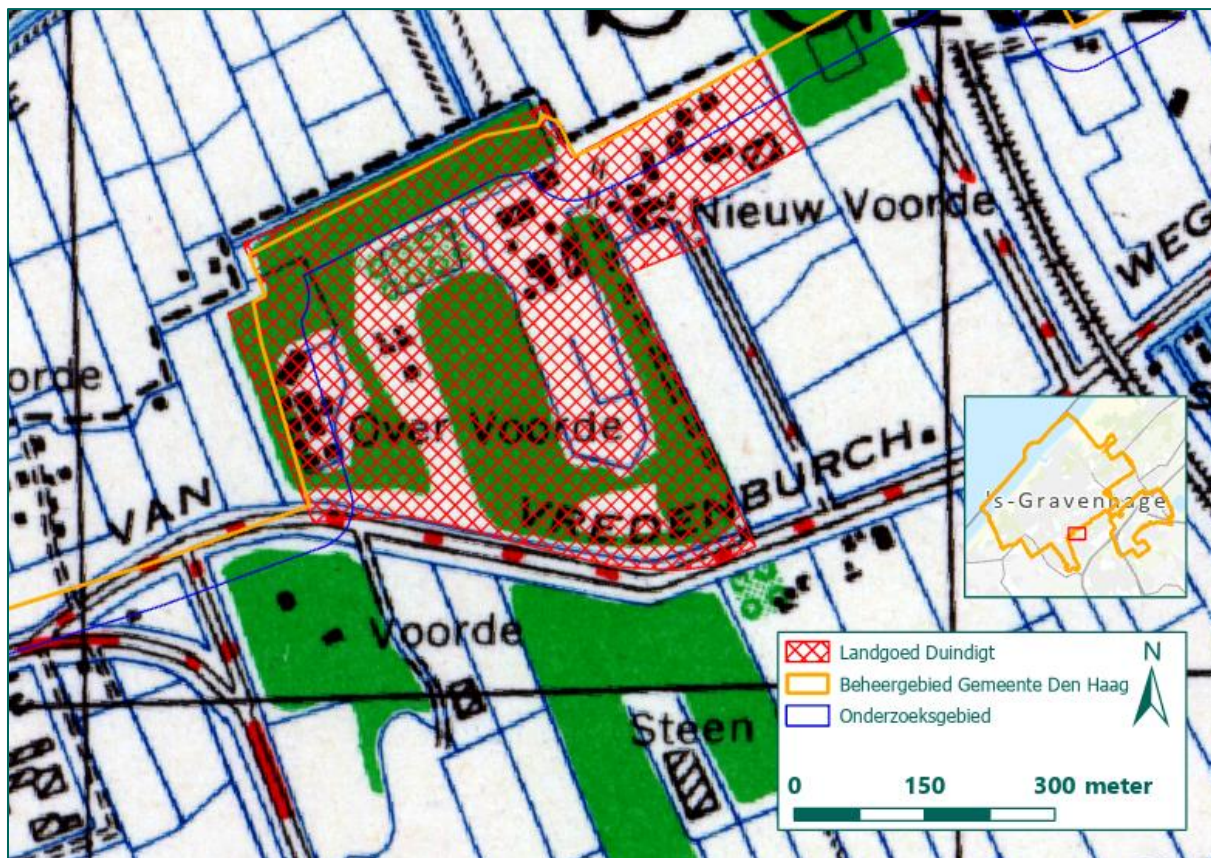 Nieuw Voorde
WEG
orde
Over Voorde
's-Gravenhage
VAN
VREDENBURCH
Voorde
Steen
Landgoed Duindigt
N
Beheergebied Gemeente Den Haag
Onderzoeksgebied
0 150 300 meter